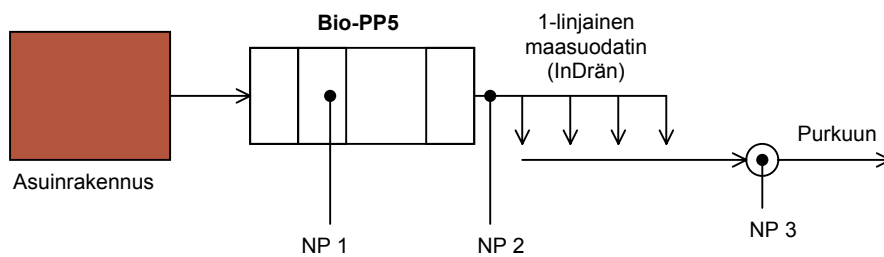 Bio-PP5
1-linjainen
maasuodatin
(InDrän)
Purkuun
Asuinrakennus
NP 1
NP 2
NP 3